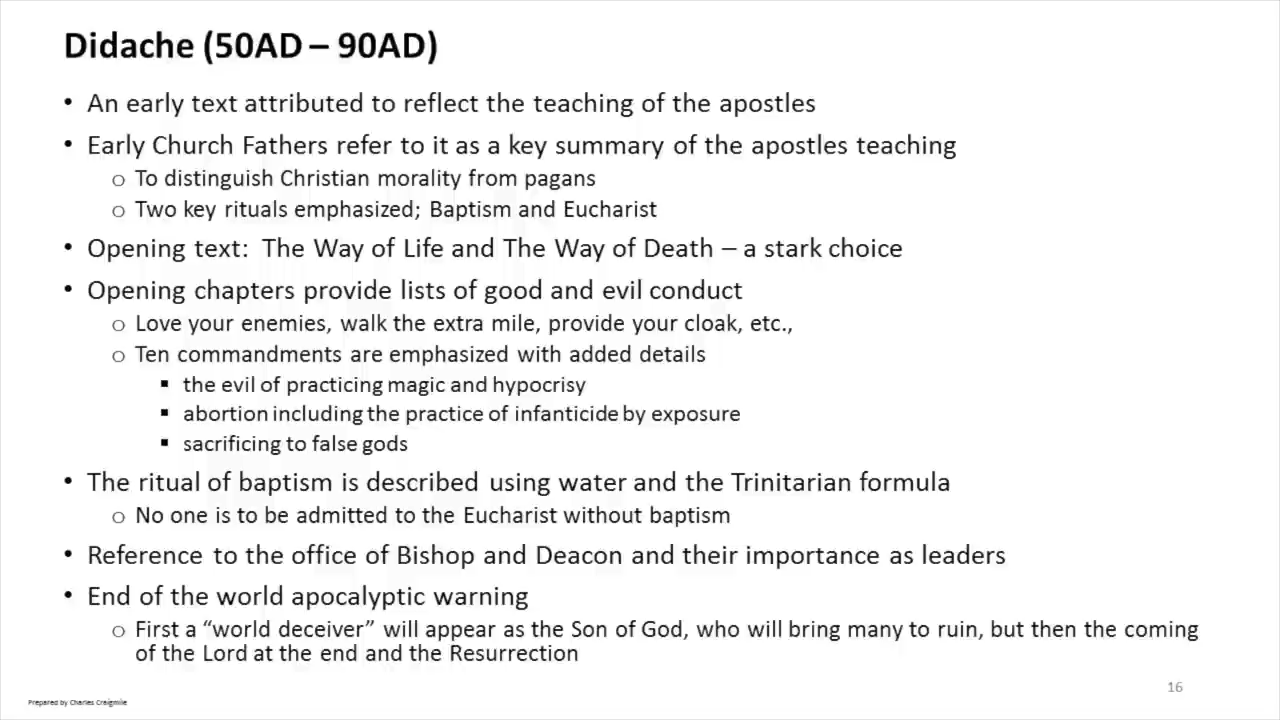 Didache (50AD – 90AD)
• An early text attributed to reflect the teaching of the apostles
• Early Church Fathers refer to it as a key summary of the apostles teaching
o To distinguish Christian morality from pagans
o Two key rituals emphasized; Baptism and Eucharist
• Opening text: The Way of Life and The Way of Death – a stark choice
• Opening chapters provide lists of good and evil conduct
o Love your enemies, walk the extra mile, provide your cloak, etc.,
o Ten commandments are emphasized with added details
▪ the evil of practicing magic and hypocrisy
▪ abortion including the practice of infanticide by exposure
▪ sacrificing to false gods
• The ritual of baptism is described using water and the Trinitarian formula
o No one is to be admitted to the Eucharist without baptism
• Reference to the office of Bishop and Deacon and their importance as leaders
• End of the world apocalyptic warning
o First a “world deceiver” will appear as the Son of God, who will bring many to ruin, but then the coming
of the Lord at the end and the Resurrection
16
Prepared by Charles Craigmile